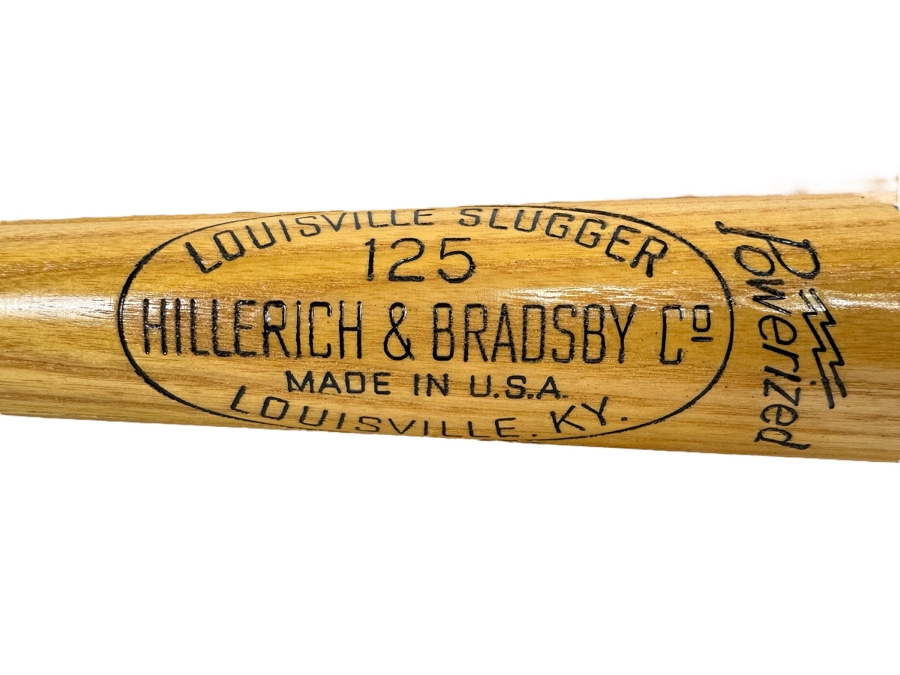 LOUISVILLE SLUGGER
125
HILLERICH & BRADSBY Co
MADE IN U.S.A.
LOUISVILLE. KY.
Powerized